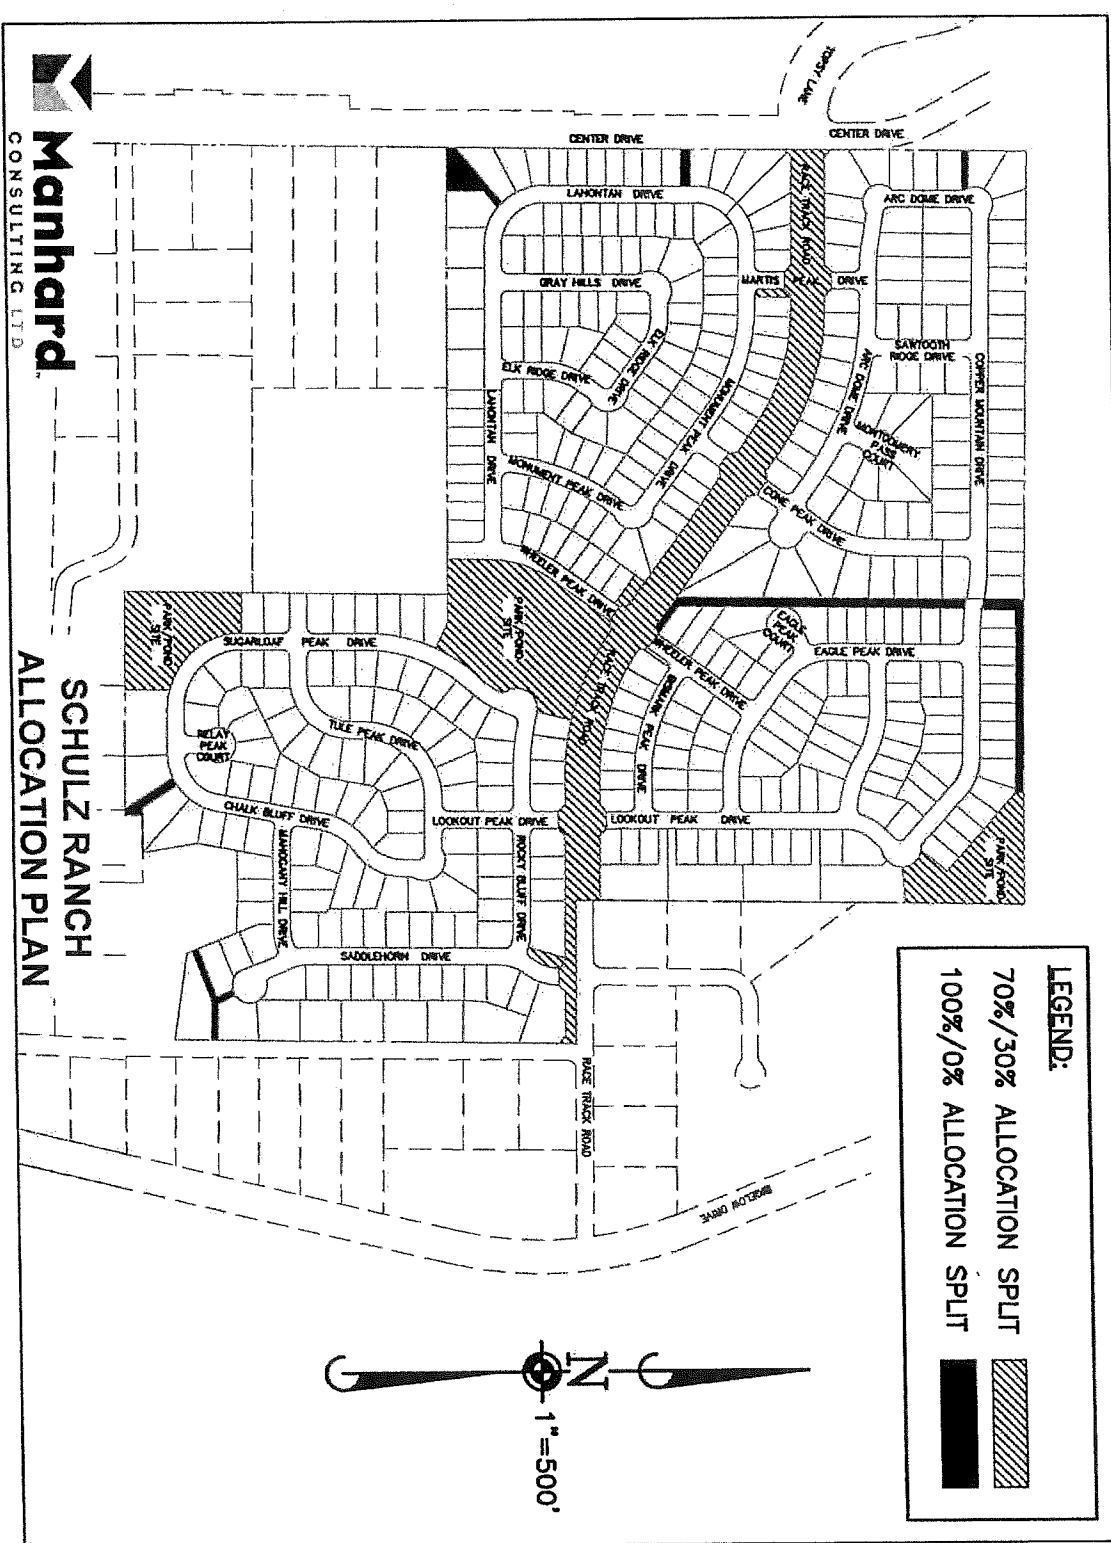 TOPSY LANE
CENTER DRIVE
CENTER DRIVE
RACE TRACK ROAD
ARC DOME DRIVE
LAHONTAN DRIVE
GRAY HILLS DRIVE
MARTIS PEAK DRIVE
SAWTOOTH
RIDGE DRIVE
COPPER MOUNTAIN DRIVE
ARC DOME DRIVE
MONTGOMERY
PASS
COURT
ELK RIDGE DRIVE
ELK RIDGE DRIVE
MONUMENT PEAK DRIVE
LAHONTAN DRIVE
MONUMENT PEAK DRIVE
CONE PEAK DRIVE
WHEELER PEAK DRIVE
PARK/POND
SITE
PARK/POND
SITE
SUGARLOAF PEAK DRIVE
RACE TRACK ROAD
EAGLE
PEAK
COURT
EAGLE PEAK DRIVE
WHEELER PEAK DRIVE
BISMARK PEAK DRIVE
TULE PEAK DRIVE
RELAY
PEAK
COURT
CHALK BLUFF DRIVE
LOOKOUT PEAK DRIVE
LOOKOUT PEAK DRIVE
MAHOGANY HILL DRIVE
ROCKY BLUFF DRIVE
SADDLEHORN DRIVE
PARK/POND
SITE
RACE TRACK ROAD
BIGELOW DRIVE
LEGEND:
70%/30% ALLOCATION SPLIT
100%/0% ALLOCATION SPLIT
N
1"=500'
Manhard
CONSULTING LTD
SCHULZ RANCH
ALLOCATION PLAN